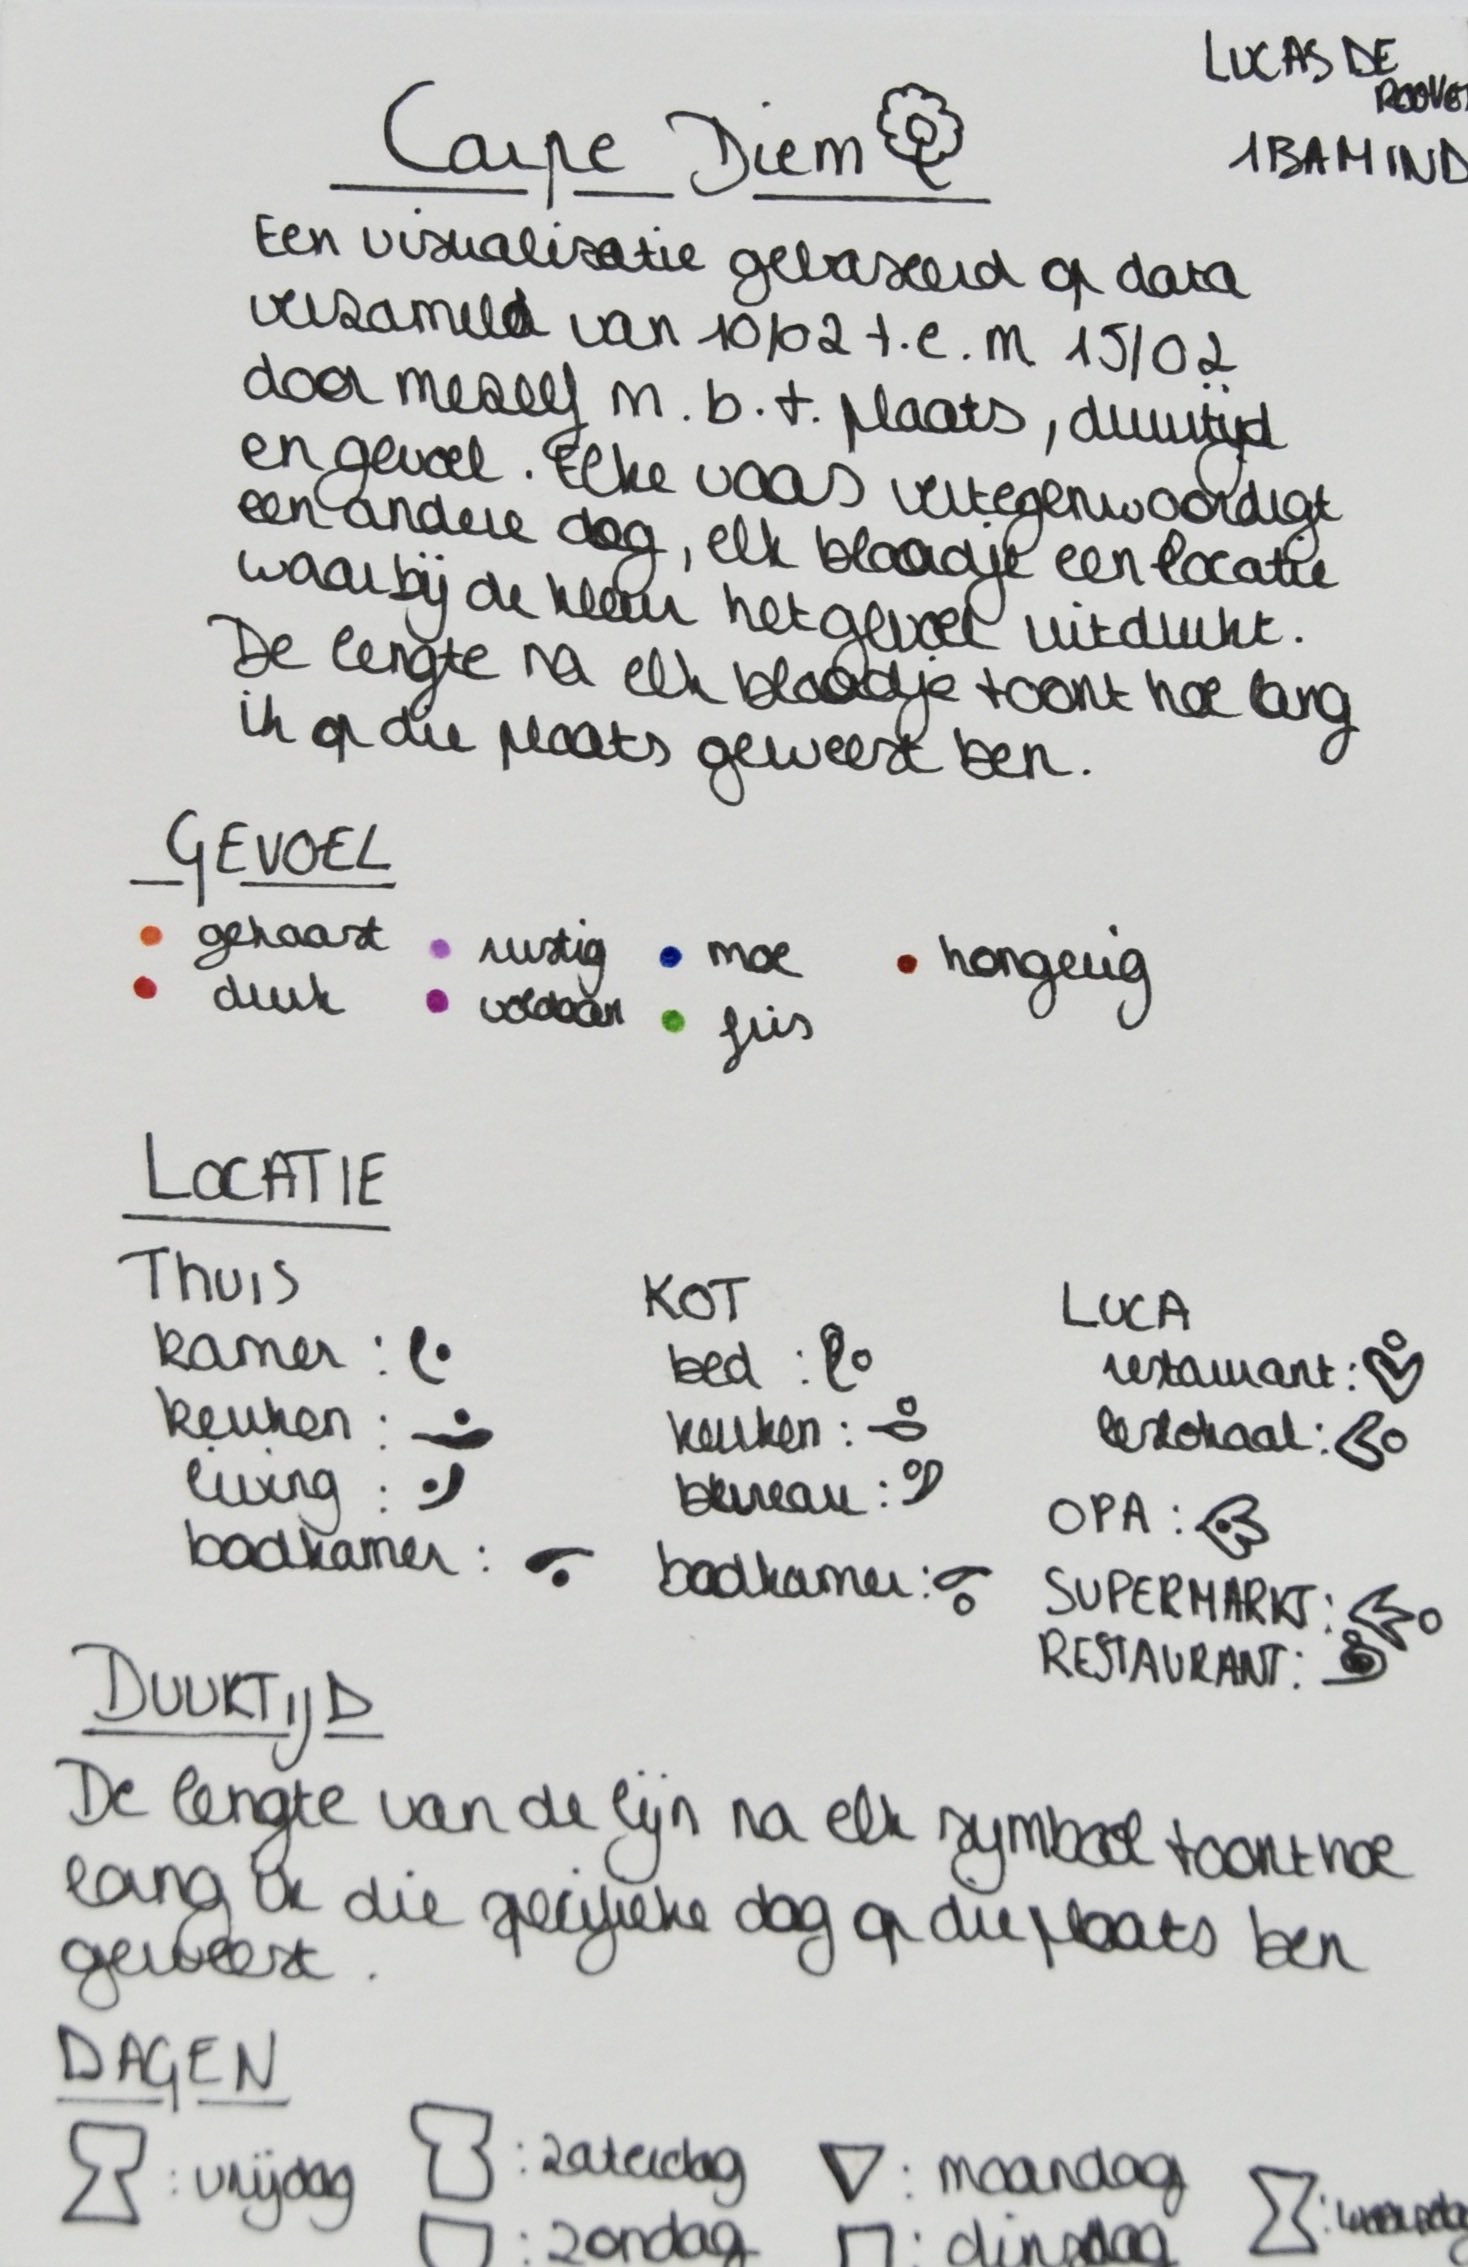 LUCAS DE
ROOVE
1BAMIND
Carpe Diem
Een visualisatie gebaseerd op data
verzameld van 10/02 t.e.m 15/02
door mezelf m.b.t. plaats, duurtijd
en gevoel. Elke vaas vertegenwoordigt
een andere dag, elk blaadje een locatie
waarbij de kleur het gevoel uitdrukt.
De lengte na elk blaadje toont hoe lang
ik op die plaats geweest ben.
GEVOEL
gehaast rustig moe hongerig
druk voldaan fris
LOCATIE
THUIS KOT LUCA
kamer : bed : restaurant :
keuken : keuken : leslokaal :
living : bureau : OPA :
badkamer : badkamer : SUPERMARKT :
RESTAURANT :
DUURTIJD
De lengte van de lijn na elk symbool toont hoe
lang ik die specifieke dag op die plaats ben
geweest.
DAGEN
: vrijdag : zaterdag : maandag : woensdag
: zondag : dinsdag